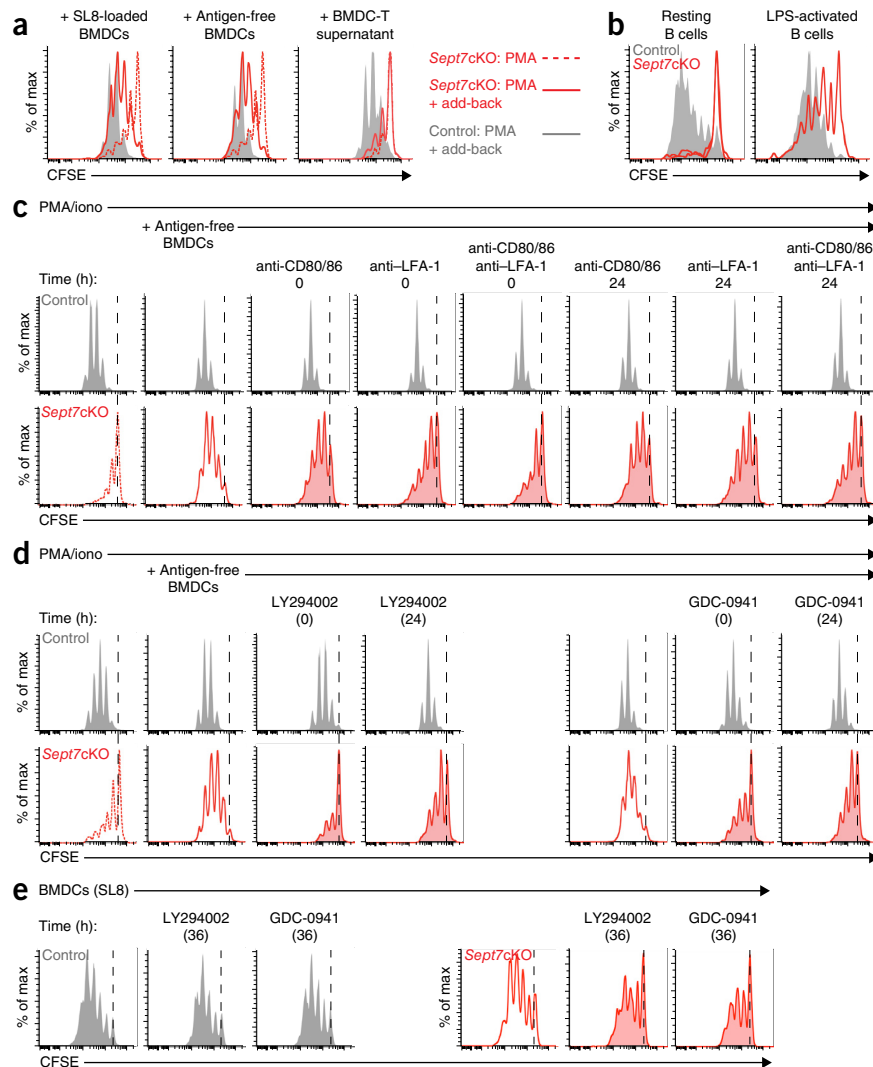 a
+ SL8-loaded
BMDCs
+ Antigen-free
BMDCs
+ BMDC-T
supernatant
% of max
CFSE
Sept7cKO: PMA
Sept7cKO: PMA
+ add-back
Control: PMA
+ add-back
b
Resting
B cells
LPS-activated
B cells
Control
Sept7cKO
% of max
CFSE
c
PMA/iono
+ Antigen-free
BMDCs
Time (h):
anti-CD80/86
0
anti–LFA-1
0
anti-CD80/86
anti–LFA-1
0
anti-CD80/86
24
anti–LFA-1
24
anti-CD80/86
anti–LFA-1
24
Control
% of max
Sept7cKO
% of max
CFSE
d
PMA/iono
+ Antigen-free
BMDCs
Time (h):
LY294002
(0)
LY294002
(24)
GDC-0941
(0)
GDC-0941
(24)
Control
% of max
Sept7cKO
% of max
CFSE
e
BMDCs (SL8)
Time (h):
LY294002
(36)
GDC-0941
(36)
LY294002
(36)
GDC-0941
(36)
Control
Sept7cKO
% of max
CFSE